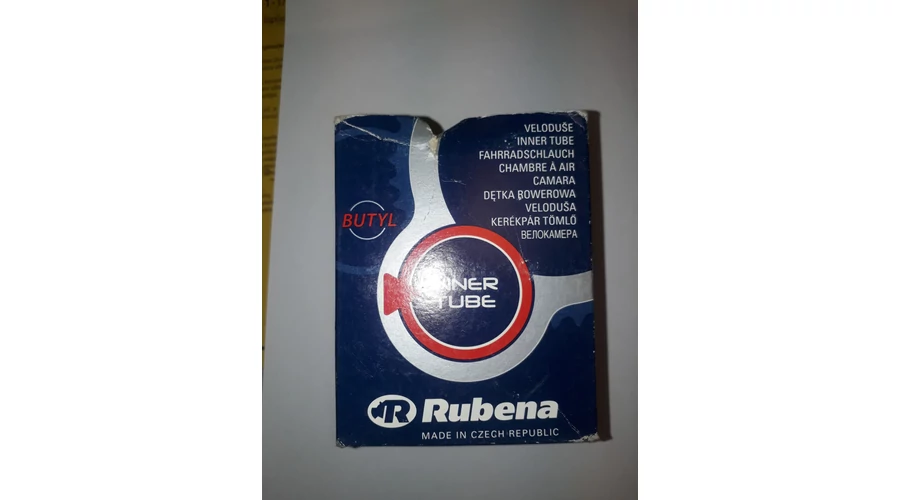 VELODUŠE
INNER TUBE
FAHRRADSCHLAUCH
CHAMBRE À AIR
CAMARA
DĘTKA ROWEROWA
VELODUŠA
KERÉKPÁR TÖMLŐ
ВЕЛОКАМЕРА
BUTYL
INNER
TUBE
R Rubena
MADE IN CZECH REPUBLIC